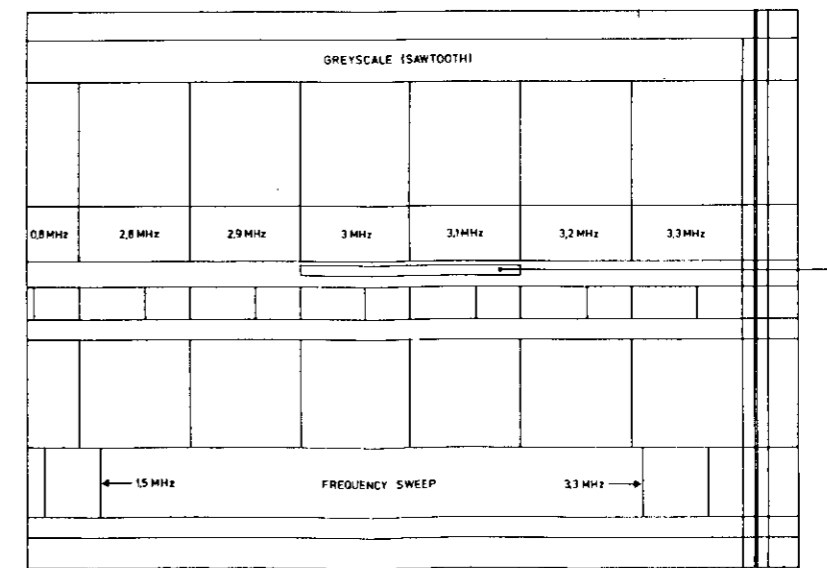 GREYSCALE (SAWTOOTH)
0,8 MHz 2,8 MHz 2,9 MHz 3 MHz 3,1 MHz 3,2 MHz 3,3 MHz
1,5 MHz FREQUENCY SWEEP 3,3 MHz